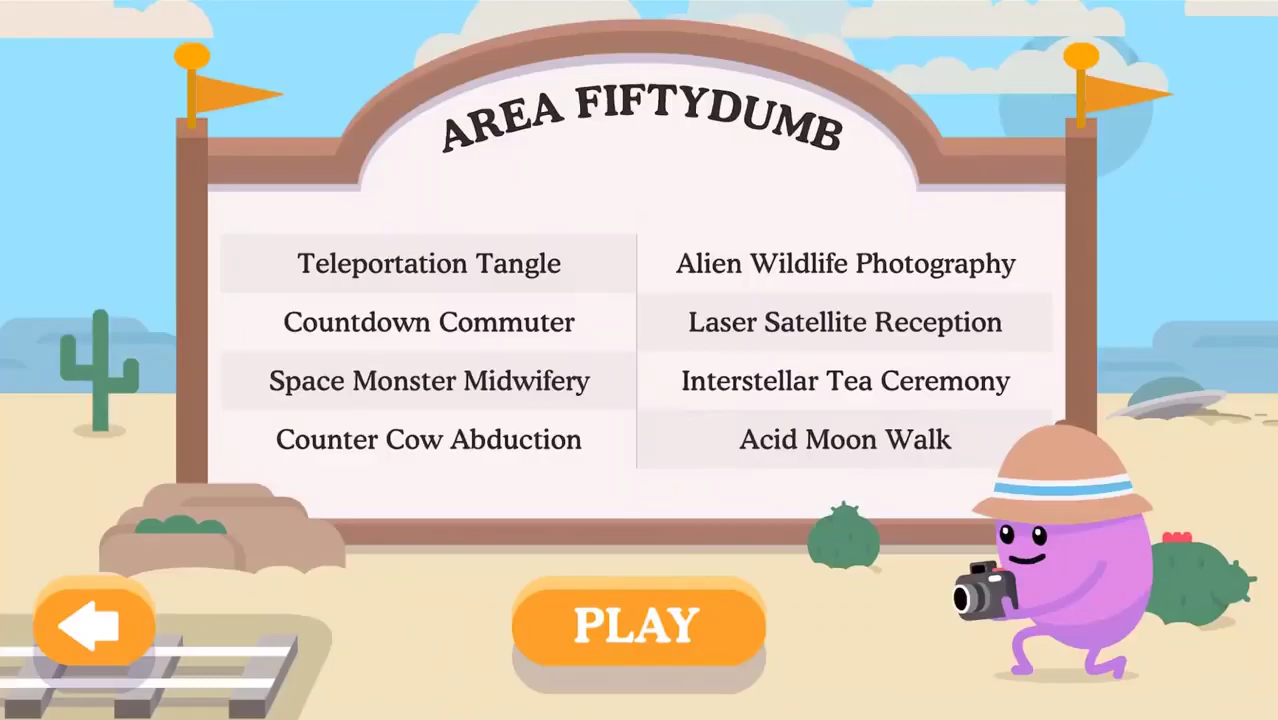 AREA FIFTYDUMB
Teleportation Tangle
Alien Wildlife Photography
Countdown Commuter
Laser Satellite Reception
Space Monster Midwifery
Interstellar Tea Ceremony
Counter Cow Abduction
Acid Moon Walk
PLAY